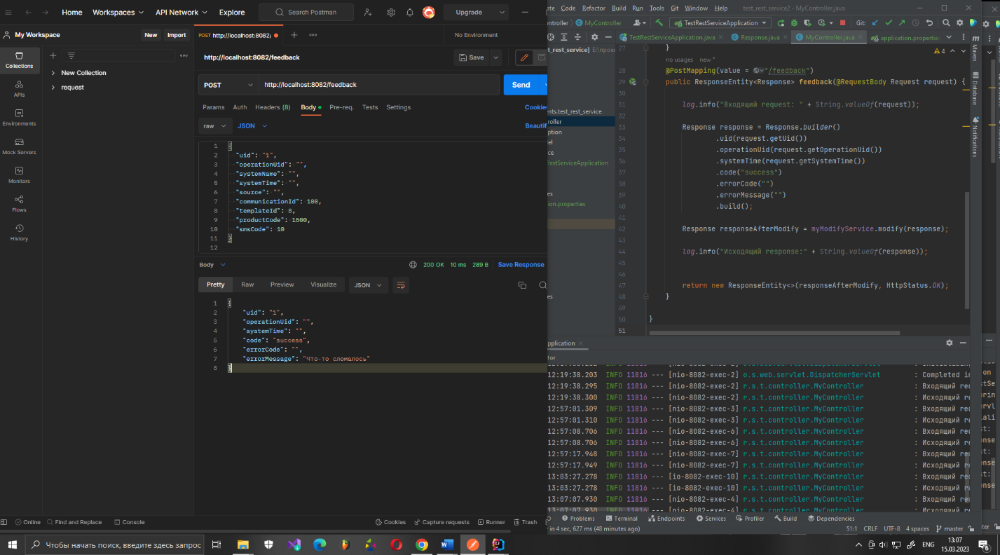 Home Workspaces API Network Explore Search Postman Upgrade
My Workspace New Import
POST http://localhost:8082/ No Environment
Collections
APIs
Environments
Mock Servers
Monitors
Flows
History
New Collection
request
http://localhost:8082/feedback Save
POST http://localhost:8082/feedback Send
Params Auth Headers (8) Body Pre-req. Tests Settings Cookies
raw JSON Beautif
1 {
2 "uid": "1",
3 "operationUid": "",
4 "systemName": "",
5 "systemTime": "",
6 "source": "",
7 "communicationId": 100,
8 "templateId": 8,
9 "productCode": 1600,
10 "smsCode": 10
11 }
12
Body 200 OK 10 ms 289 B Save Response
Pretty Raw Preview Visualize JSON
1 {
2 "uid": "1",
3 "operationUid": "",
4 "systemTime": "",
5 "code": "success",
6 "errorCode": "",
7 "errorMessage": "Что-то сломалось"
8 }
Online Find and Replace Console Cookies Capture requests Runner Trash
ate Code Refactor Build Run Tools Git Window Help test_rest_service2 - MyController.java
controller MyController TestRestServiceApplication Git:
TestRestServiceApplication.java Response.java MyController.java application.properties
t_rest_service]
nts.test_rest_service
roller
ption
el
ce
RestServiceApplication
es
on.properties
es
4
Maven
Database
Notifications
27 }
no usages new *
28 @PostMapping(value = "/feedback")
29 public ResponseEntity<Response> feedback(@RequestBody Request request) {
30
31 log.info("Входящий request: " + String.valueOf(request));
32
33 Response response = Response.builder()
34 .uid(request.getUid())
35 .operationUid(request.getOperationUid())
36 .systemTime(request.getSystemTime())
37 .code("success")
38 .errorCode("")
39 .errorMessage("")
40 .build();
41
42 Response responseAfterModify = myModifyService.modify(response);
43
44 log.info("Исходящий response:" + String.valueOf(response));
45
46
47 return new ResponseEntity<>(responseAfterModify, HttpStatus.OK);
48 }
49
50 }
51
pplication
tor
12:19:38.203 INFO 11816 --- [nio-8082-exec-2] o.s.web.servlet.DispatcherServlet : Completed in
12:19:38.295 INFO 11816 --- [nio-8082-exec-2] r.s.t.controller.MyController : Входящий rec
12:19:38.300 INFO 11816 --- [nio-8082-exec-2] r.s.t.controller.MyController : Исходящий re
12:57:01.309 INFO 11816 --- [nio-8082-exec-3] r.s.t.controller.MyController : Входящий rec
12:57:01.310 INFO 11816 --- [nio-8082-exec-3] r.s.t.controller.MyController : Исходящий re
12:57:08.706 INFO 11816 --- [nio-8082-exec-6] r.s.t.controller.MyController : Входящий rec
12:57:08.706 INFO 11816 --- [nio-8082-exec-6] r.s.t.controller.MyController : Исходящий re
12:57:17.948 INFO 11816 --- [nio-8082-exec-7] r.s.t.controller.MyController : Входящий rec
12:57:17.949 INFO 11816 --- [nio-8082-exec-7] r.s.t.controller.MyController : Исходящий re
13:03:27.278 INFO 11816 --- [io-8082-exec-10] r.s.t.controller.MyController : Входящий rec
13:03:27.278 INFO 11816 --- [io-8082-exec-10] r.s.t.controller.MyController : Исходящий re
13:07:07.930 INFO 11816 --- [nio-8082-exec-4] r.s.t.controller.MyController : Входящий rec
13:07:07.930 INFO 11816 --- [nio-8082-exec-4] r.s.t.controller.MyController : Исходящий re
Problems Terminal Endpoints Services Profiler Build Dependencies
in 4 sec, 627 ms (48 minutes ago) 51:1 CRLF UTF-8 4 spaces master
Чтобы начать поиск, введите здесь запрос ENG 13:07
15.03.2023 6